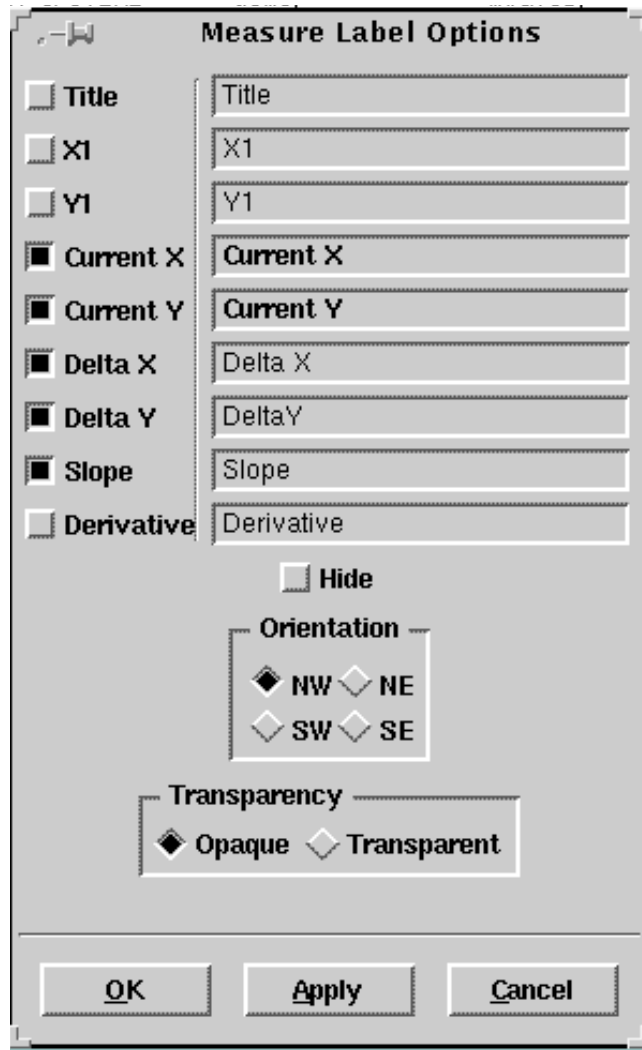 Measure Label Options
Title Title
X1 X1
Y1 Y1
Current X Current X
Current Y Current Y
Delta X Delta X
Delta Y DeltaY
Slope Slope
Derivative Derivative
Hide
Orientation
NW NE
SW SE
Transparency
Opaque Transparent
OK Apply Cancel